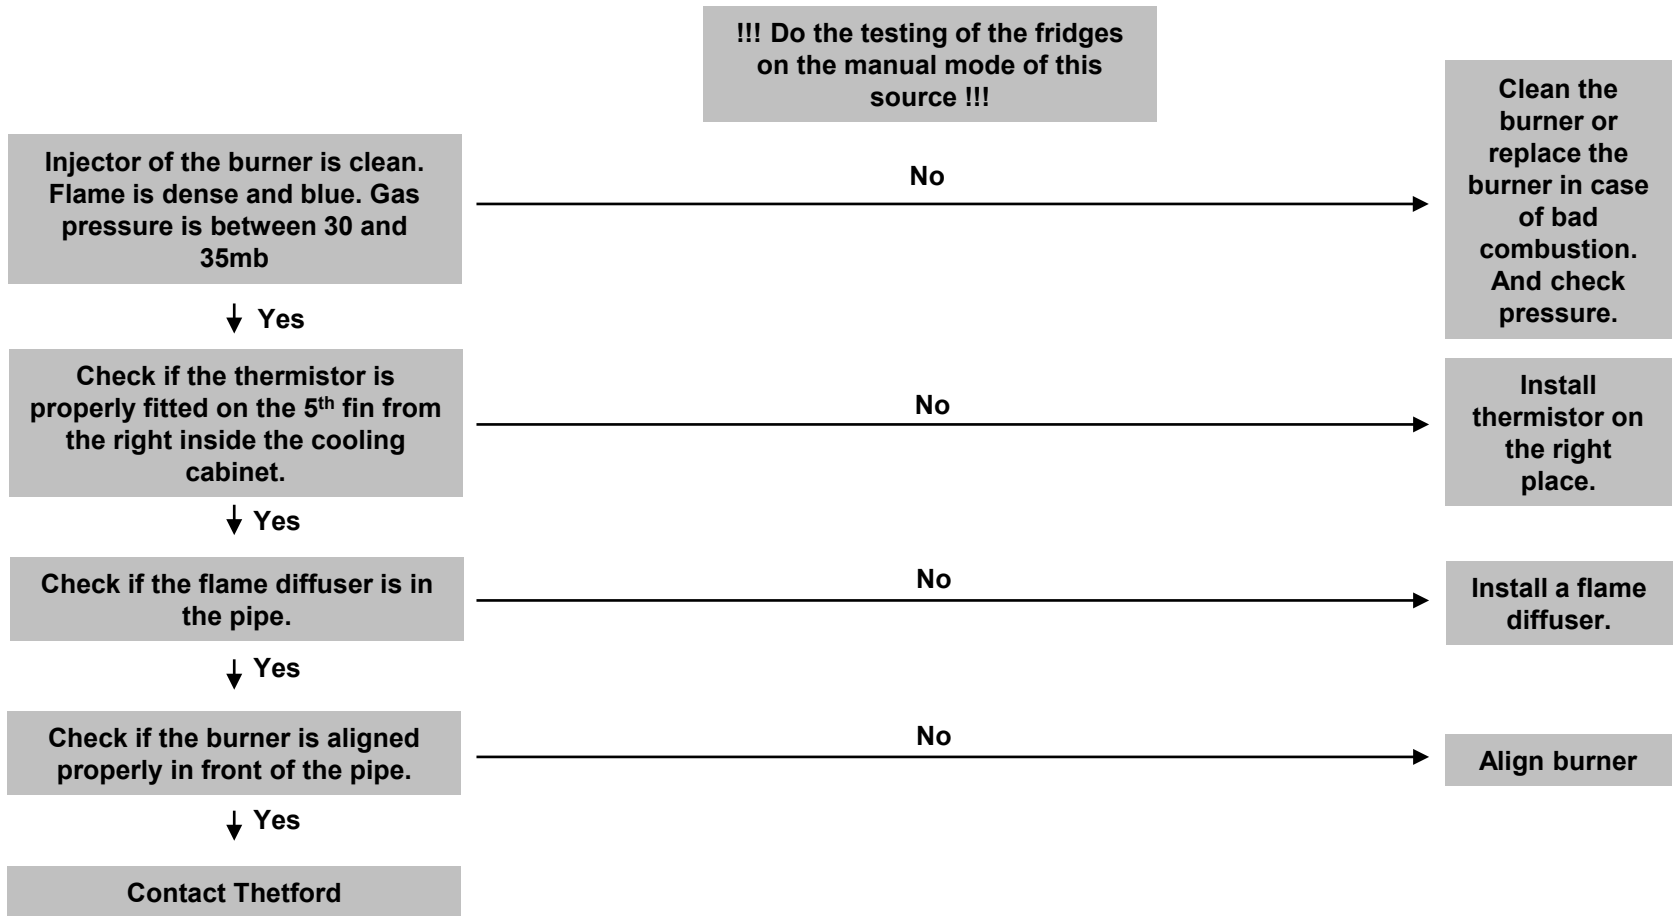 !!! Do the testing of the fridges
on the manual mode of this
source !!!
Injector of the burner is clean.
Flame is dense and blue. Gas
pressure is between 30 and
35mb
No
Clean the
burner or
replace the
burner in case
of bad
combustion.
And check
pressure.
Yes
Check if the thermistor is
properly fitted on the 5th fin from
the right inside the cooling
cabinet.
No
Install
thermistor on
the right
place.
Yes
Check if the flame diffuser is in
the pipe.
No
Install a flame
diffuser.
Yes
Check if the burner is aligned
properly in front of the pipe.
No
Align burner
Yes
Contact Thetford